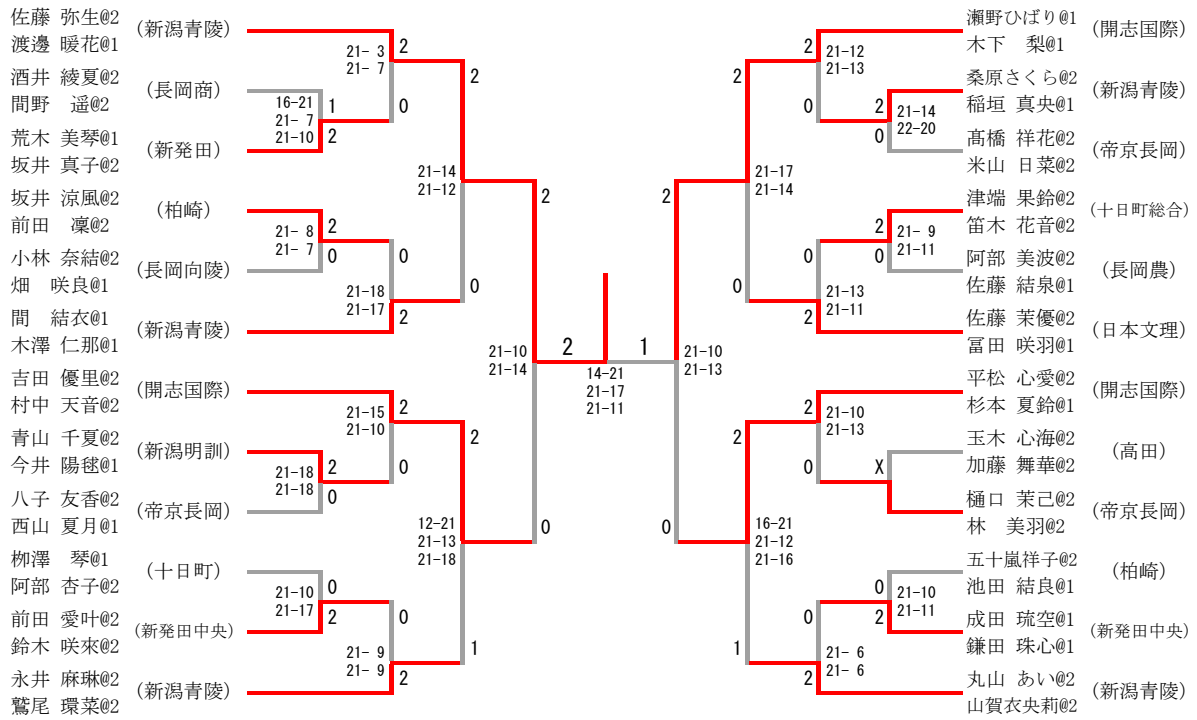 佐藤 弥生@2
渡邊 暖花@1
(新潟青陵)
酒井 綾夏@2
間野 遥@2
(長岡商)
荒木 美琴@1
坂井 真子@2
(新発田)
坂井 涼風@2
前田 凜@2
(柏崎)
小林 奈結@2
畑 咲良@1
(長岡向陵)
間 結衣@1
木澤 仁那@1
(新潟青陵)
吉田 優里@2
村中 天音@2
(開志国際)
青山 千夏@2
今井 陽毬@1
(新潟明訓)
八子 友香@2
西山 夏月@1
(帝京長岡)
栁澤 琴@1
阿部 杏子@2
(十日町)
前田 愛叶@2
鈴木 咲來@2
(新発田中央)
永井 麻琳@2
鷲尾 環菜@2
(新潟青陵)
21- 3
21- 7
2
0
16-21
21- 7
21-10
1
2
21- 8
21- 7
2
0
21-18
21-17
0
2
21-14
21-12
2
0
21-15
21-10
2
0
21-18
21-18
2
0
21-10
21-17
0
2
21- 9
21- 9
0
2
12-21
21-13
21-18
2
1
21-10
21-14
2
0
2
1
14-21
21-17
21-11
21-10
21-13
2
0
21-17
21-14
2
0
21-12
21-13
2
0
21-14
22-20
2
0
21- 9
21-11
2
0
21-13
21-11
0
2
16-21
21-12
21-16
2
1
21-10
21-13
2
0
X
21-10
21-11
0
2
21- 6
21- 6
0
2
瀬野ひばり@1
木下 梨@1
(開志国際)
桑原さくら@2
稲垣 真央@1
(新潟青陵)
髙橋 祥花@2
米山 日菜@2
(帝京長岡)
津端 果鈴@2
笛木 花音@2
(十日町総合)
阿部 美波@2
佐藤 結泉@1
(長岡農)
佐藤 茉優@2
冨田 咲羽@1
(日本文理)
平松 心愛@2
杉本 夏鈴@1
(開志国際)
玉木 心海@2
加藤 舞華@2
(高田)
樋口 茉己@2
林 美羽@2
(帝京長岡)
五十嵐祥子@2
池田 結良@1
(柏崎)
成田 琉空@1
鎌田 珠心@1
(新発田中央)
丸山 あい@2
山賀衣央莉@2
(新潟青陵)